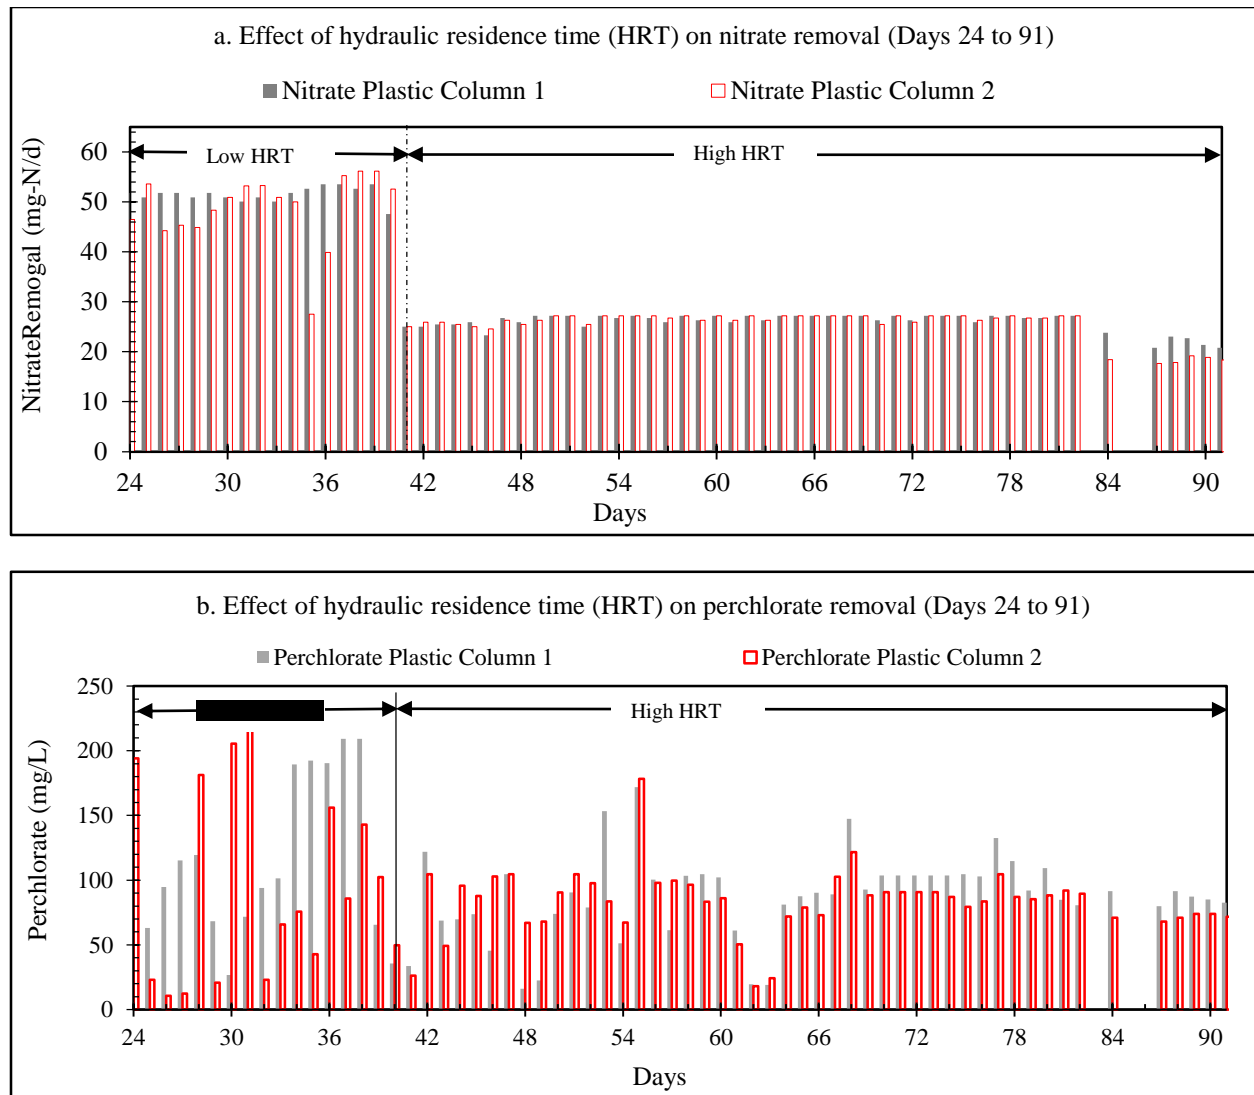 a. Effect of hydraulic residence time (HRT) on nitrate removal (Days 24 to 91)
Nitrate Plastic Column 1 Nitrate Plastic Column 2
NitrateRemogal (mg-N/d)
60
50
40
30
20
10
0
Low HRT High HRT
24 30 36 42 48 54 60 66 72 78 84 90
Days
b. Effect of hydraulic residence time (HRT) on perchlorate removal (Days 24 to 91)
Perchlorate Plastic Column 1 Perchlorate Plastic Column 2
Perchlorate (mg/L)
250
200
150
100
50
0
High HRT
24 30 36 42 48 54 60 66 72 78 84 90
Days